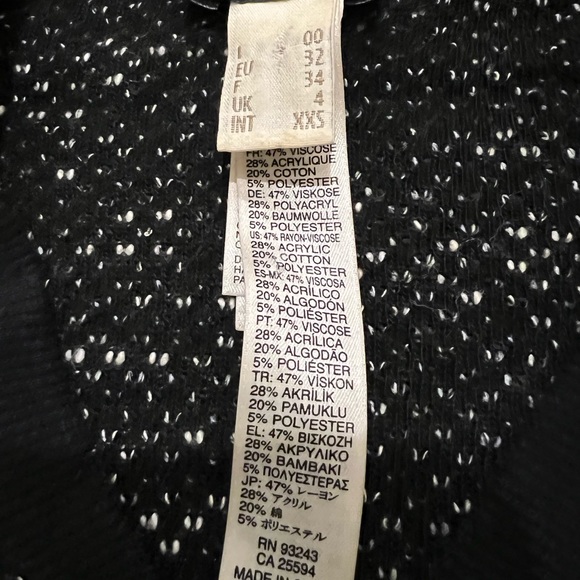 I 00
EU 32
F 34
UK 4
INT XXS
FR: 47% VISCOSE
28% ACRYLIQUE
20% COTON
5% POLYESTER
DE: 47% VISKOSE
28% POLYACRYL
20% BAUMWOLLE
5% POLYESTER
US: 47% RAYON-VISCOSE
28% ACRYLIC
20% COTTON
5% POLYESTER
ES-MX: 47% VISCOSA
28% ACRÍLICO
20% ALGODÓN
5% POLIÉSTER
PT: 47% VISCOSE
28% ACRÍLICA
20% ALGODÃO
5% POLIÉSTER
TR: 47% VİSKON
28% AKRİLİK
20% PAMUKLU
5% POLYESTER
EL: 47% ΒΙΣΚΟΖΗ
28% ΑΚΡΥΛΙΚΟ
20% ΒΑΜΒΑΚΙ
5% ΠΟΛΥΕΣΤΕΡΑΣ
JP: 47% レーヨン
28% アクリル
20% 綿
5% ポリエステル
RN 93243
CA 25594
MADE IN